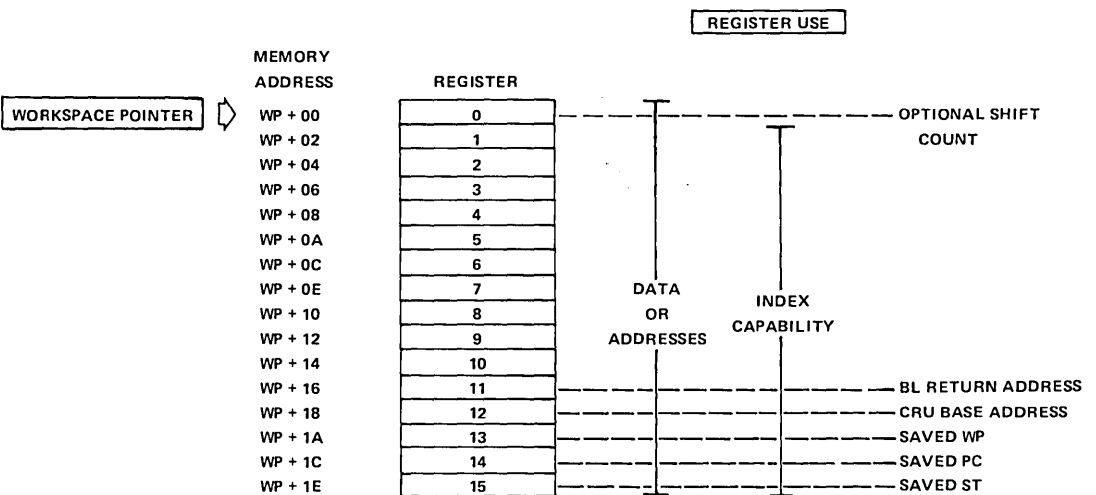 REGISTER USE
MEMORY
ADDRESS REGISTER
WORKSPACE POINTER WP + 00 0 OPTIONAL SHIFT
WP + 02 1 COUNT
WP + 04 2
WP + 06 3
WP + 08 4
WP + 0A 5
WP + 0C 6
WP + 0E 7 DATA
INDEX
WP + 10 8 OR
CAPABILITY
WP + 12 9 ADDRESSES
WP + 14 10
WP + 16 11 BL RETURN ADDRESS
WP + 18 12 CRU BASE ADDRESS
WP + 1A 13 SAVED WP
WP + 1C 14 SAVED PC
WP + 1E 15 SAVED ST